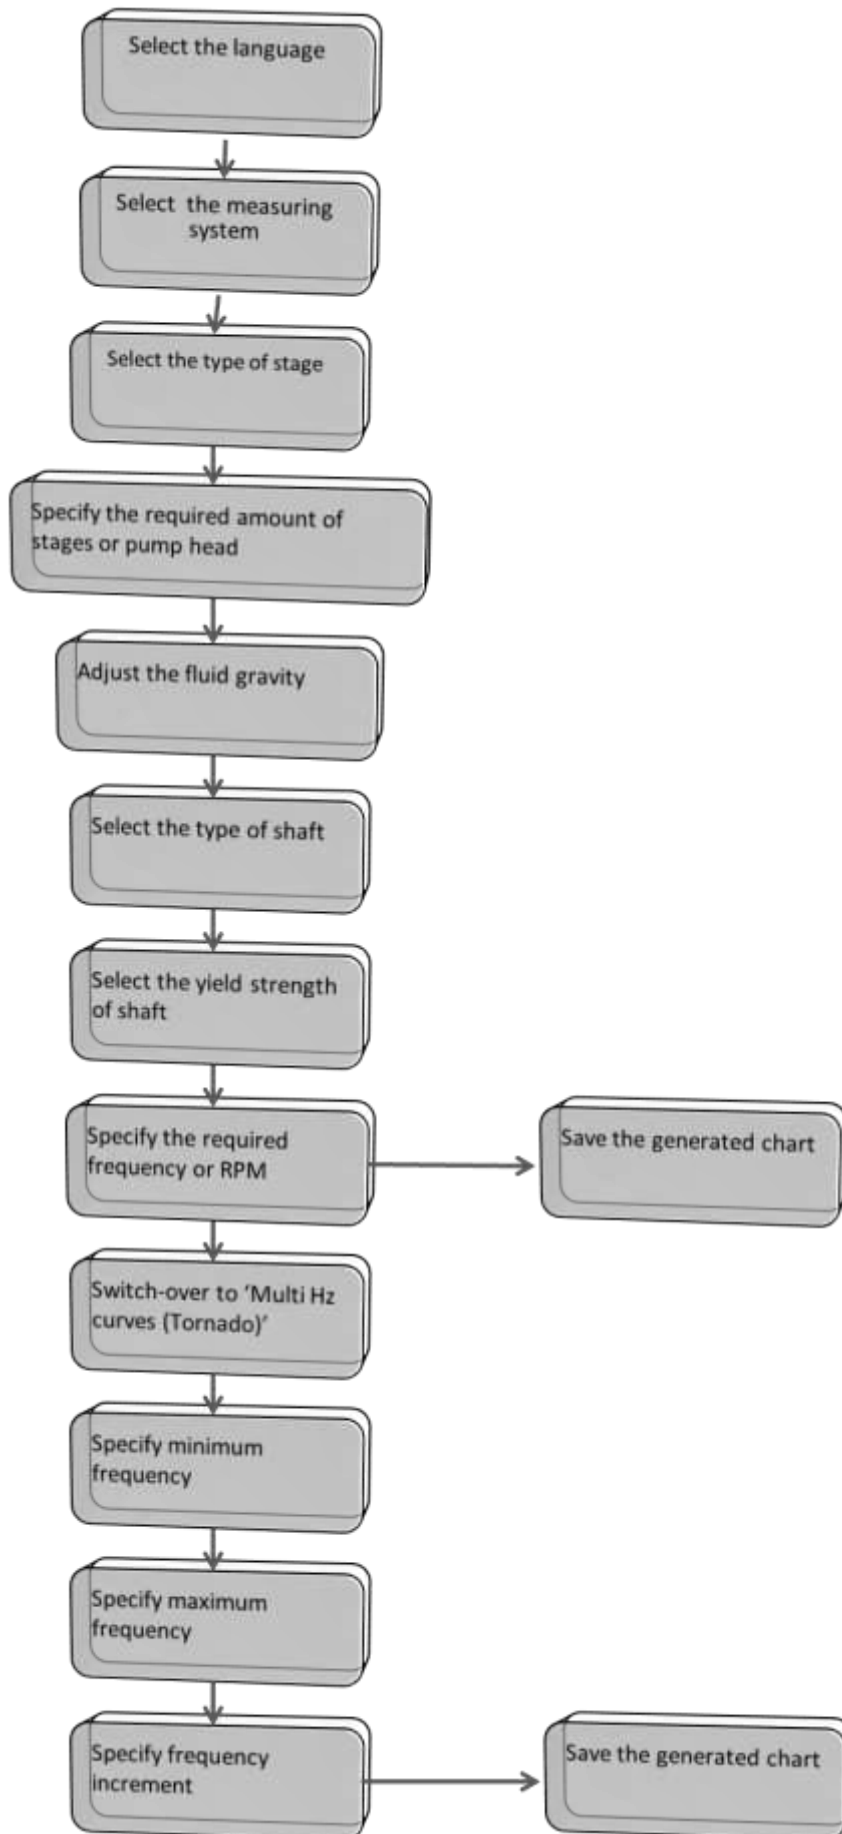 Select the language
Select  the measuring
system
Select the type of stage
Specify the required amount of
stages or pump head
Adjust the fluid gravity
Select the type of shaft
Select the yield strength
of shaft
Specify the required
frequency or RPM
Save the generated chart
Switch-over to ‘Multi Hz
curves (Tornado)’
Specify minimum
frequency
Specify maximum
frequency
Specify frequency
increment
Save the generated chart